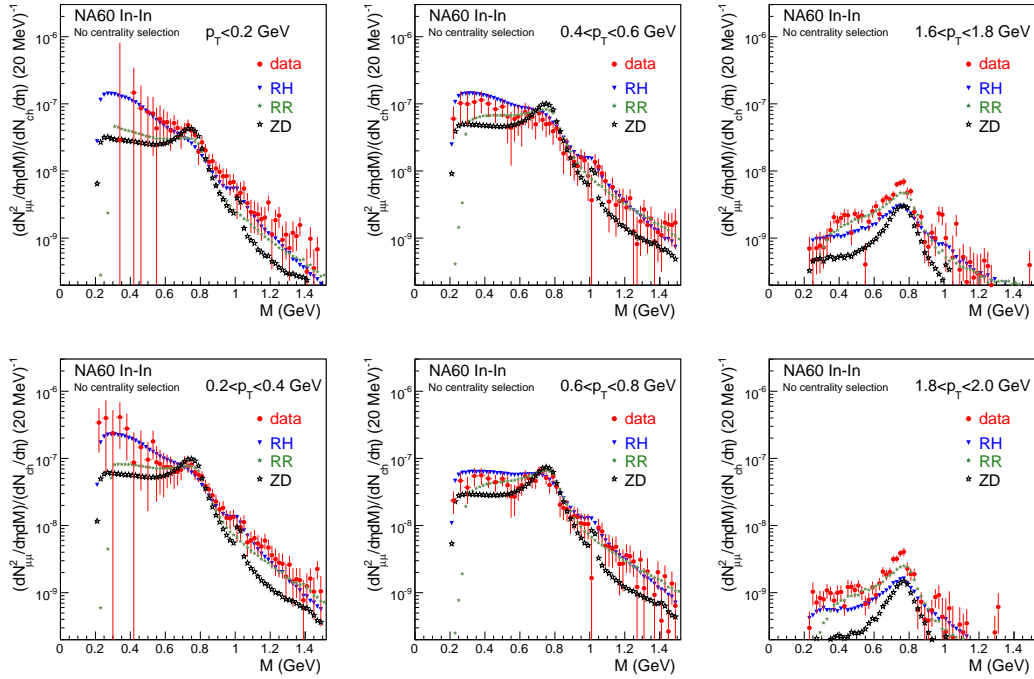 NA60 In-In
No centrality selection
p_T<0.2 GeV
data
RH
RR
ZD
(dN²_μμ/dηdM)/(dN_ch/dη) (20 MeV)⁻¹
10⁻⁶
10⁻⁷
10⁻⁸
10⁻⁹
0 0.2 0.4 0.6 0.8 1 1.2 1.4
M (GeV)
NA60 In-In
No centrality selection
0.4<p_T<0.6 GeV
data
RH
RR
ZD
(dN²_μμ/dηdM)/(dN_ch/dη) (20 MeV)⁻¹
10⁻⁶
10⁻⁷
10⁻⁸
10⁻⁹
0 0.2 0.4 0.6 0.8 1 1.2 1.4
M (GeV)
NA60 In-In
No centrality selection
1.6<p_T<1.8 GeV
data
RH
RR
ZD
(dN²_μμ/dηdM)/(dN_ch/dη) (20 MeV)⁻¹
10⁻⁶
10⁻⁷
10⁻⁸
10⁻⁹
0 0.2 0.4 0.6 0.8 1 1.2 1.4
M (GeV)
NA60 In-In
No centrality selection
0.2<p_T<0.4 GeV
data
RH
RR
ZD
(dN²_μμ/dηdM)/(dN_ch/dη) (20 MeV)⁻¹
10⁻⁶
10⁻⁷
10⁻⁸
10⁻⁹
0 0.2 0.4 0.6 0.8 1 1.2 1.4
M (GeV)
NA60 In-In
No centrality selection
0.6<p_T<0.8 GeV
data
RH
RR
ZD
(dN²_μμ/dηdM)/(dN_ch/dη) (20 MeV)⁻¹
10⁻⁶
10⁻⁷
10⁻⁸
10⁻⁹
0 0.2 0.4 0.6 0.8 1 1.2 1.4
M (GeV)
NA60 In-In
No centrality selection
1.8<p_T<2.0 GeV
data
RH
RR
ZD
(dN²_μμ/dηdM)/(dN_ch/dη) (20 MeV)⁻¹
10⁻⁶
10⁻⁷
10⁻⁸
10⁻⁹
0 0.2 0.4 0.6 0.8 1 1.2 1.4
M (GeV)